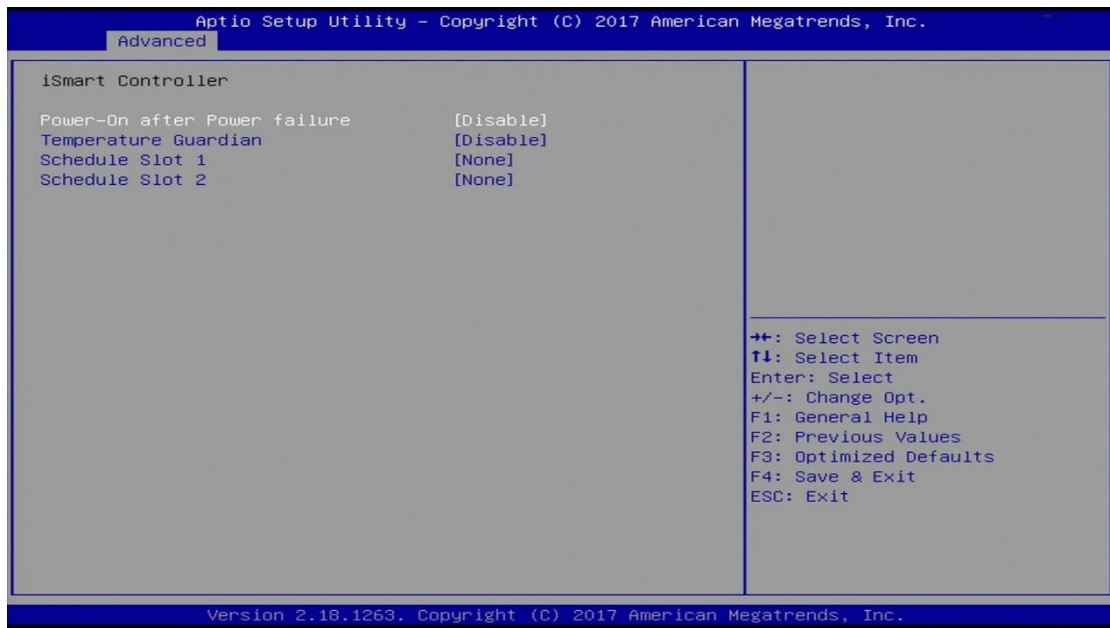 Aptio Setup Utility – Copyright (C) 2017 American Megatrends, Inc.
Advanced
iSmart Controller
Power-On after Power failure [Disable]
Temperature Guardian [Disable]
Schedule Slot 1 [None]
Schedule Slot 2 [None]
→←: Select Screen
↑↓: Select Item
Enter: Select
+/-: Change Opt.
F1: General Help
F2: Previous Values
F3: Optimized Defaults
F4: Save & Exit
ESC: Exit
Version 2.18.1263. Copyright (C) 2017 American Megatrends, Inc.